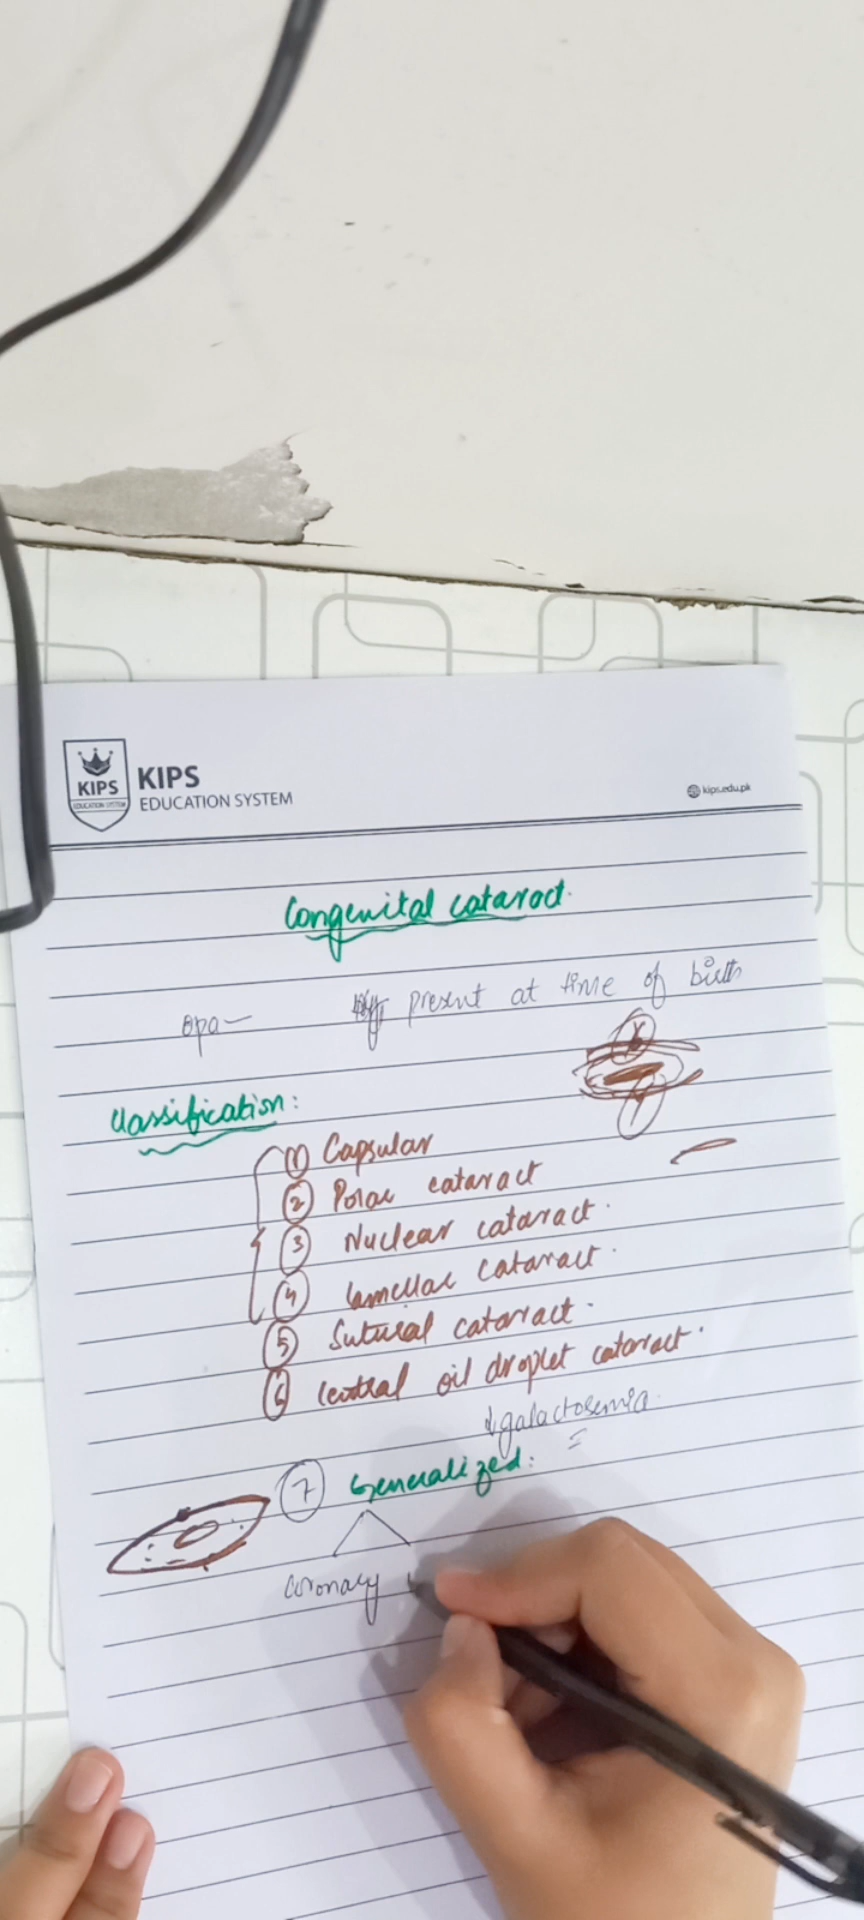 KIPS
EDUCATION SYSTEM
KIPS
EDUCATION SYSTEM
kips.edu.pk
Congenital cataract.
opa— present at time of birth
Classification:
① Capsular
② Polar cataract
③ Nuclear cataract.
④ lamellar cataract.
⑤ Sutural cataract.
⑥ Central oil droplet cataract.
↓galactosemia.
⑦ Generalized:
Coronary